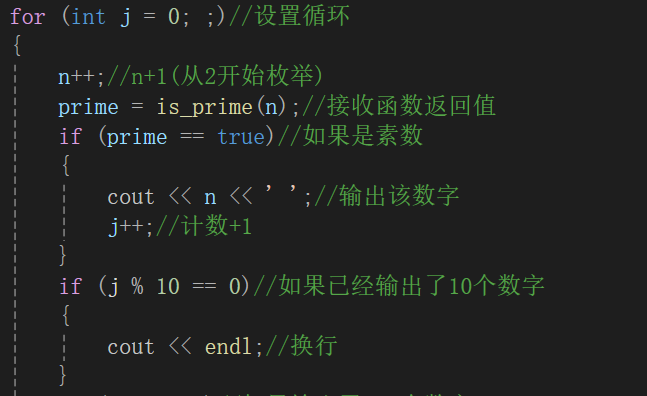 for (int j = 0; ;)//设置循环
{
n++;//n+1(从2开始枚举)
prime = is_prime(n);//接收函数返回值
if (prime == true)//如果是素数
{
cout << n << ' ';//输出该数字
j++;//计数+1
}
if (j % 10 == 0)//如果已经输出了10个数字
{
cout << endl;//换行
}